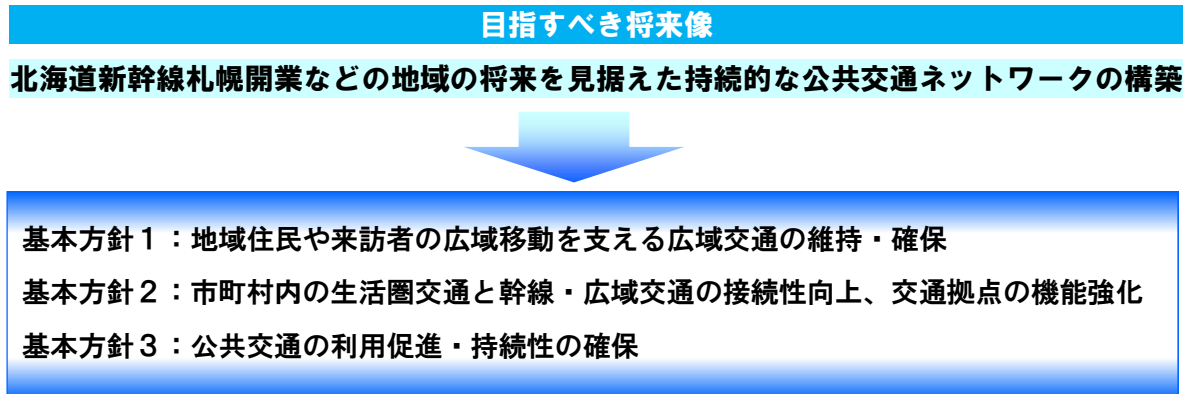 目指すべき将来像
北海道新幹線札幌開業などの地域の将来を見据えた持続的な公共交通ネットワークの構築
基本方針１：地域住民や来訪者の広域移動を支える広域交通の維持・確保
基本方針２：市町村内の生活圏交通と幹線・広域交通の接続性向上、交通拠点の機能強化
基本方針３：公共交通の利用促進・持続性の確保